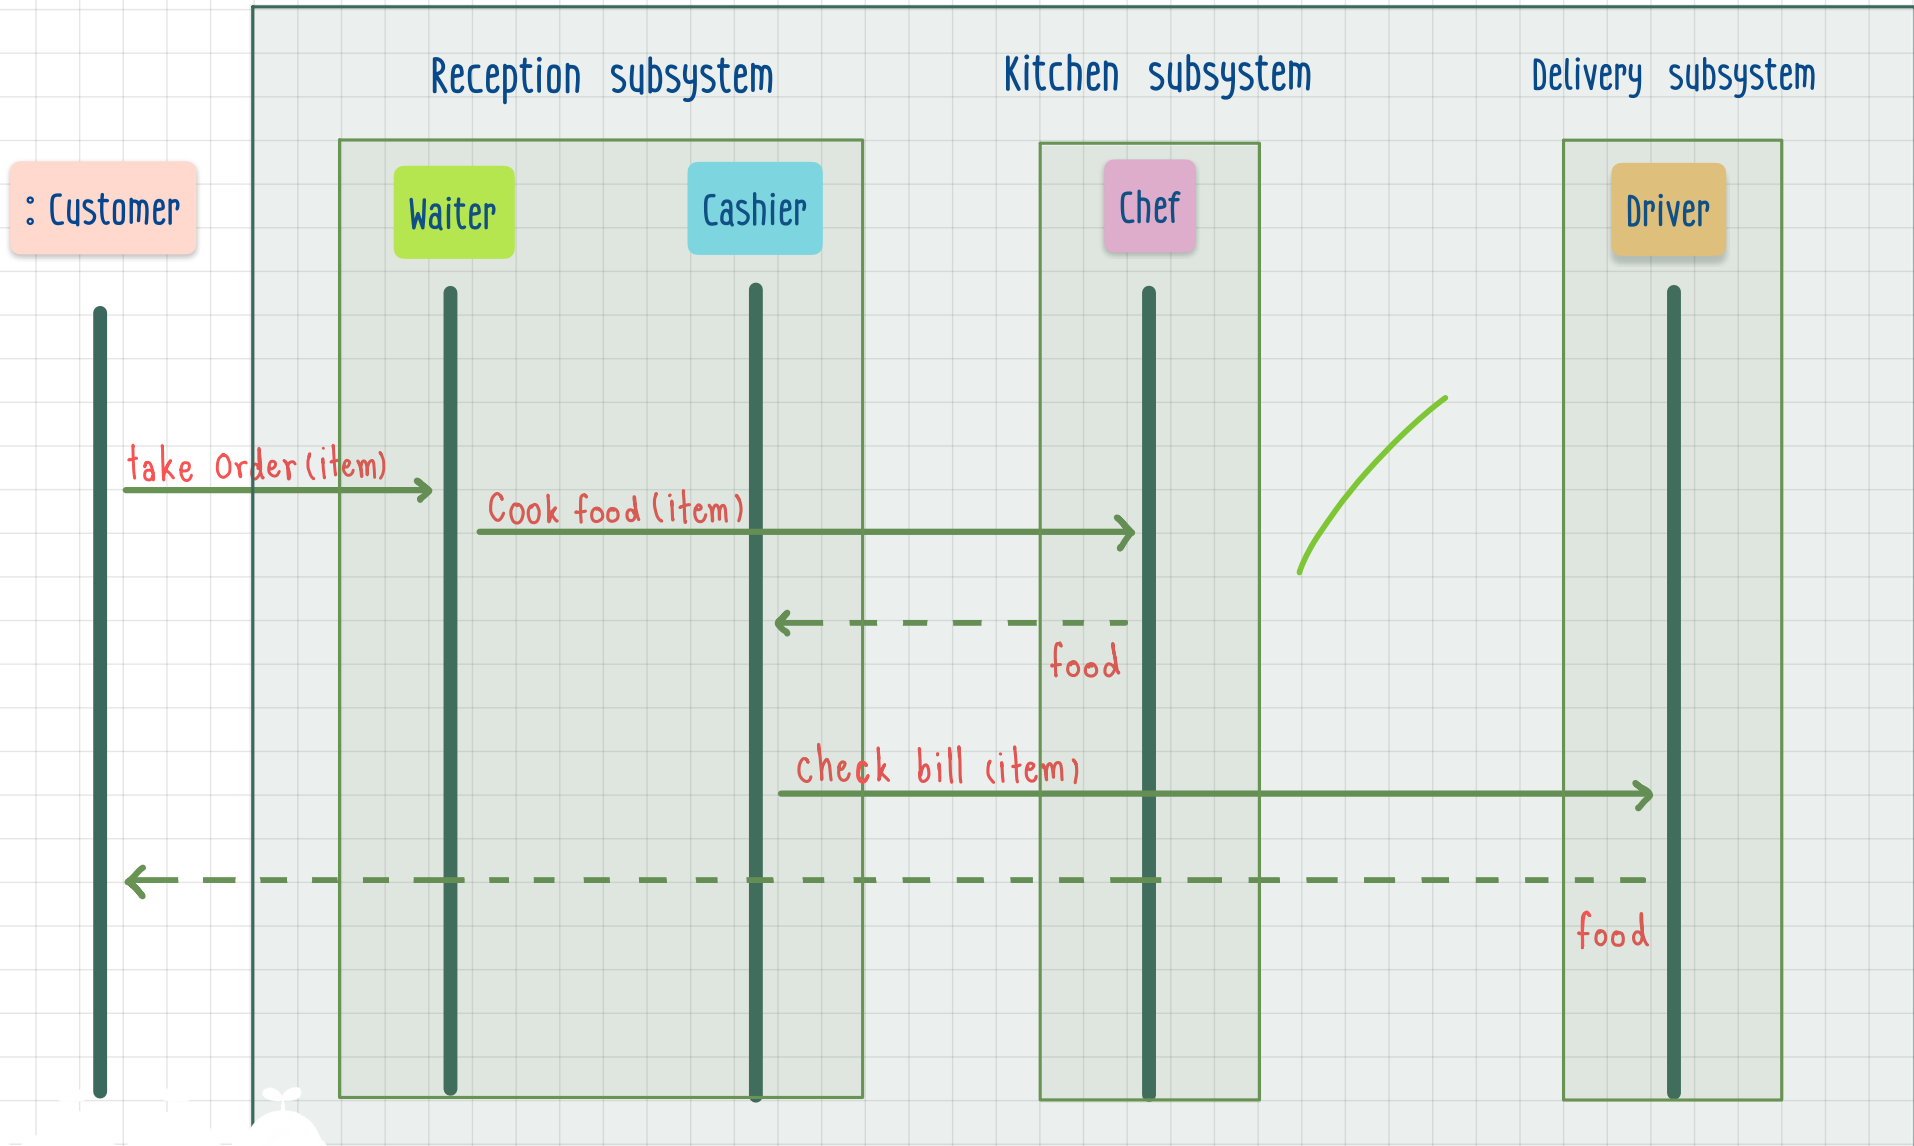 Reception subsystem
Kitchen subsystem
Delivery subsystem
: Customer
Waiter
Cashier
Chef
Driver
take Order (item)
Cook food (item)
food
check bill (item)
food